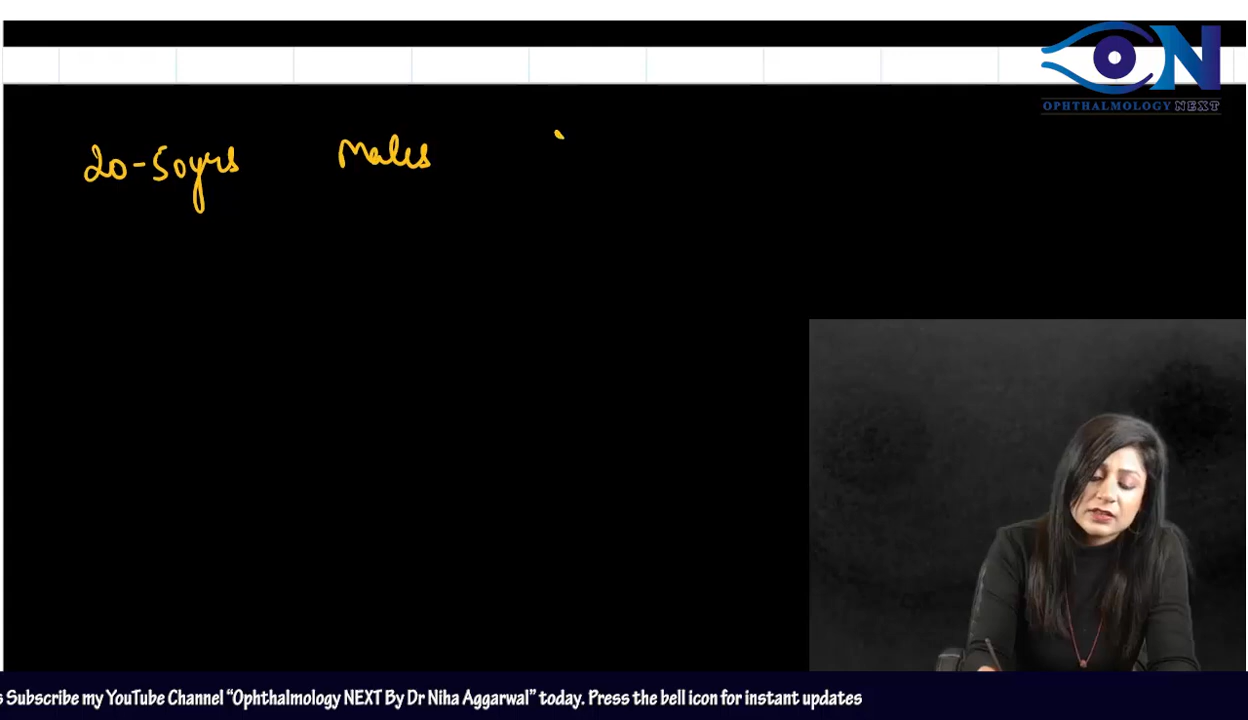 ON
OPHTHALMOLOGY NEXT
20-50yrs Males
s Subscribe my YouTube Channel “Ophthalmology NEXT By Dr Niha Aggarwal” today. Press the bell icon for instant updates